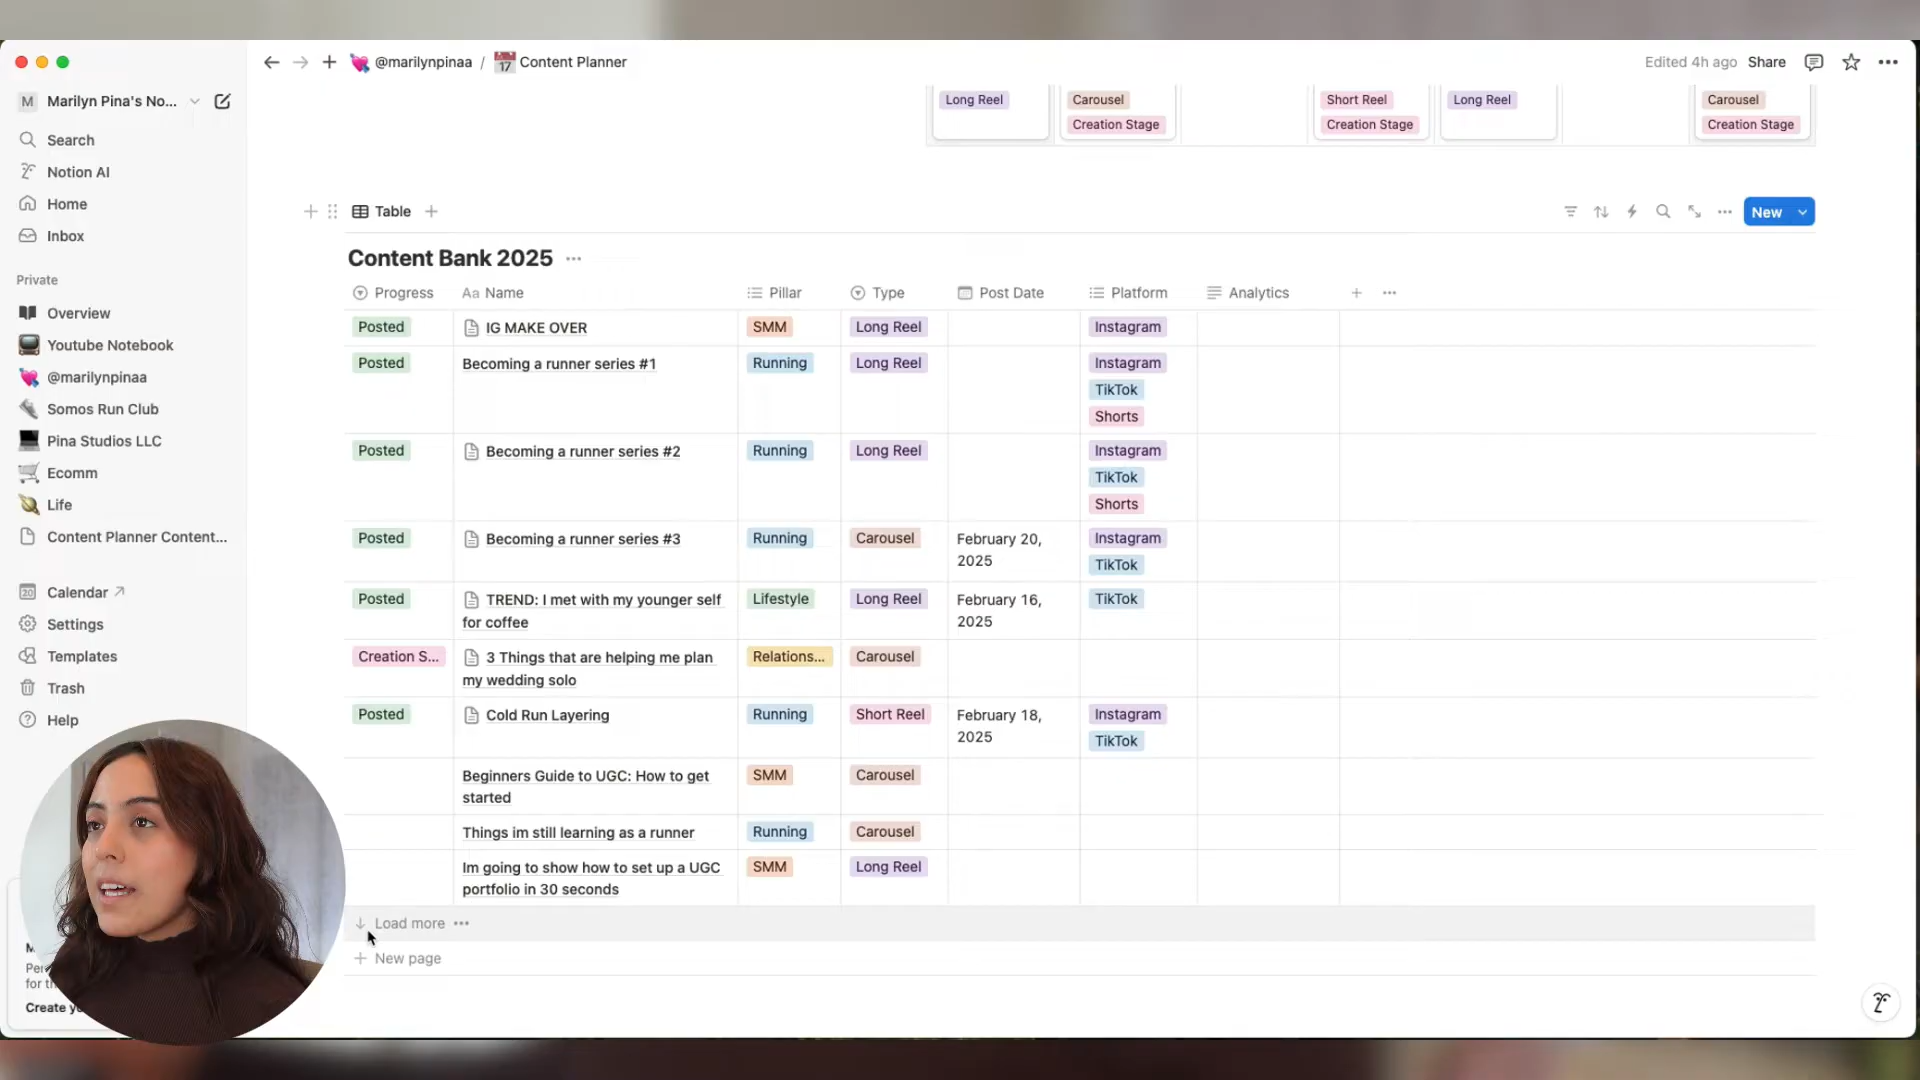 @marilynpinaa / Content Planner
Edited 4h ago Share
M Marilyn Pina's No...
Search
Notion AI
Home
Inbox
Private
Overview
Youtube Notebook
@marilynpinaa
Somos Run Club
Pina Studios LLC
Ecomm
Life
Content Planner Content...
Calendar
Settings
Templates
Trash
Help
Long Reel Carousel Short Reel Long Reel Carousel
Creation Stage Creation Stage Creation Stage
Table
New
Content Bank 2025
Progress Aa Name Pillar Type Post Date Platform Analytics
Posted IG MAKE OVER SMM Long Reel Instagram
Posted Becoming a runner series #1 Running Long Reel Instagram
TikTok
Shorts
Posted Becoming a runner series #2 Running Long Reel Instagram
TikTok
Shorts
Posted Becoming a runner series #3 Running Carousel February 20, Instagram
2025 TikTok
Posted TREND: I met with my younger self Lifestyle Long Reel February 16, TikTok
for coffee 2025
Creation S... 3 Things that are helping me plan Relations... Carousel
my wedding solo
Posted Cold Run Layering Running Short Reel February 18, Instagram
2025 TikTok
Beginners Guide to UGC: How to get SMM Carousel
started
Things im still learning as a runner Running Carousel
Im going to show how to set up a UGC SMM Long Reel
portfolio in 30 seconds
Load more
New page
for